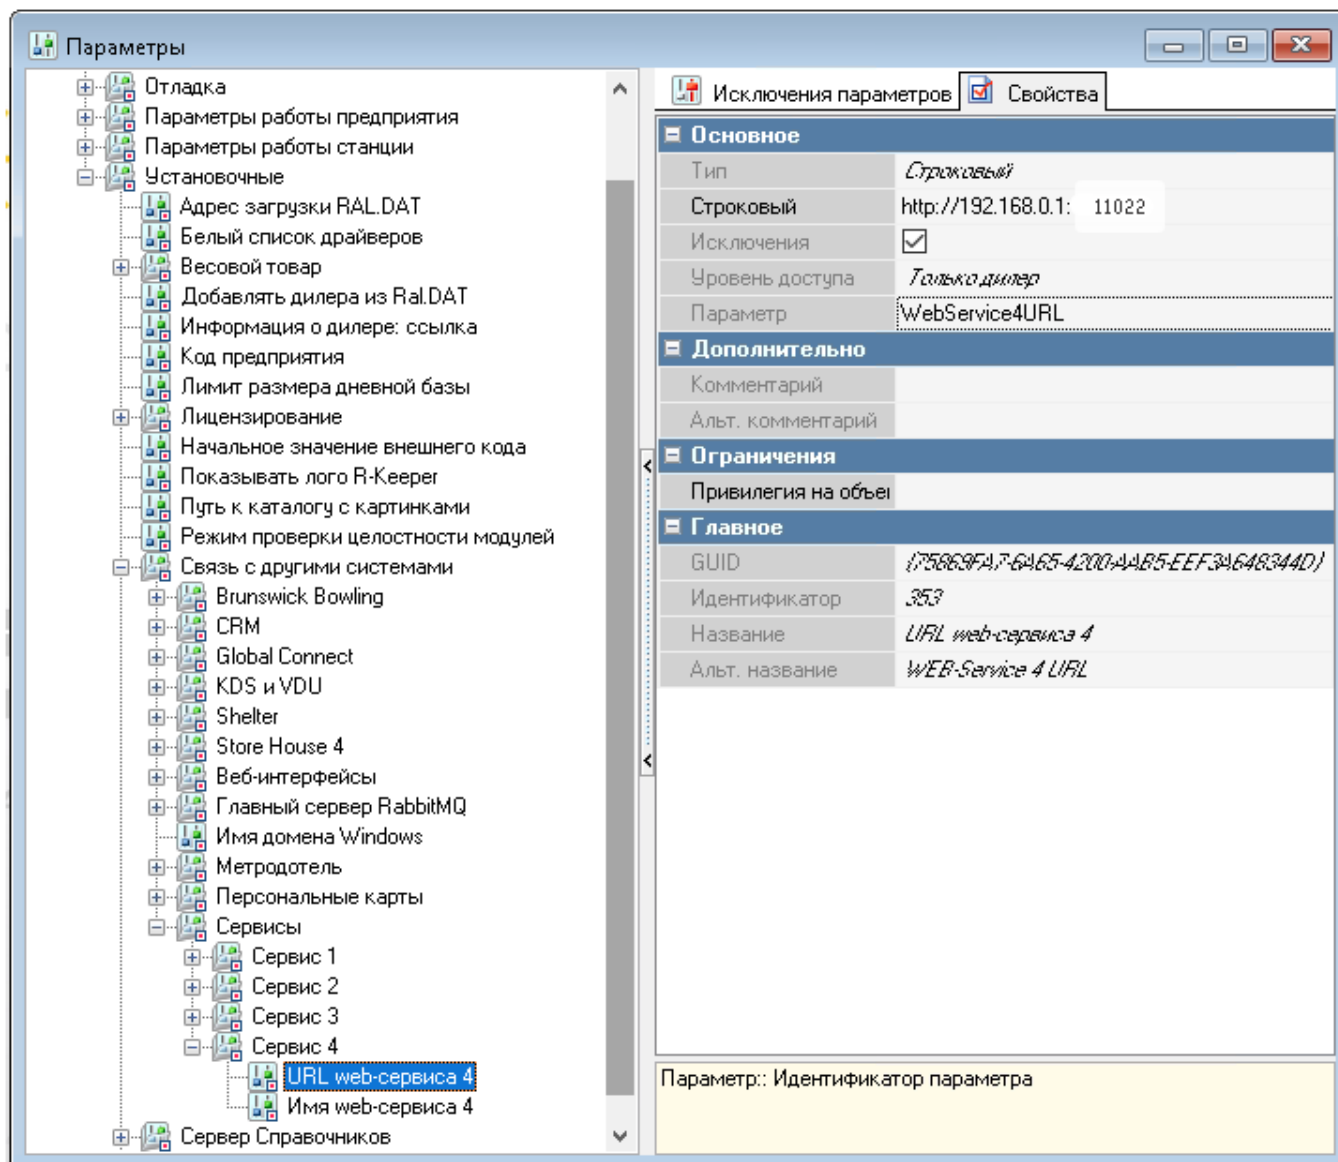 Параметры
Отладка
Параметры работы предприятия
Параметры работы станции
Установочные
Адрес загрузки RAL.DAT
Белый список драйверов
Весовой товар
Добавлять дилера из Ral.DAT
Информация о дилере: ссылка
Код предприятия
Лимит размера дневной базы
Лицензирование
Начальное значение внешнего кода
Показывать лого R-Keeper
Путь к каталогу с картинками
Режим проверки целостности модулей
Связь с другими системами
Brunswick Bowling
CRM
Global Connect
KDS и VDU
Shelter
Store House 4
Веб-интерфейсы
Главный сервер RabbitMQ
Имя домена Windows
Метродотель
Персональные карты
Сервисы
Сервис 1
Сервис 2
Сервис 3
Сервис 4
URL web-сервиса 4
Имя web-сервиса 4
Сервер Справочников
Исключения параметров Свойства
Основное
Тип Строковый
Строковый http://192.168.0.1: 11022
Исключения
Уровень доступа Только дилер
Параметр WebService4URL
Дополнительно
Комментарий
Альт. комментарий
Ограничения
Привилегия на объе
Главное
GUID {75869FA7-6A65-4200-AAB5-EEF3A648344D}
Идентификатор 353
Название URL web-сервиса 4
Альт. название WEB-Service 4 URL
Параметр:: Идентификатор параметра